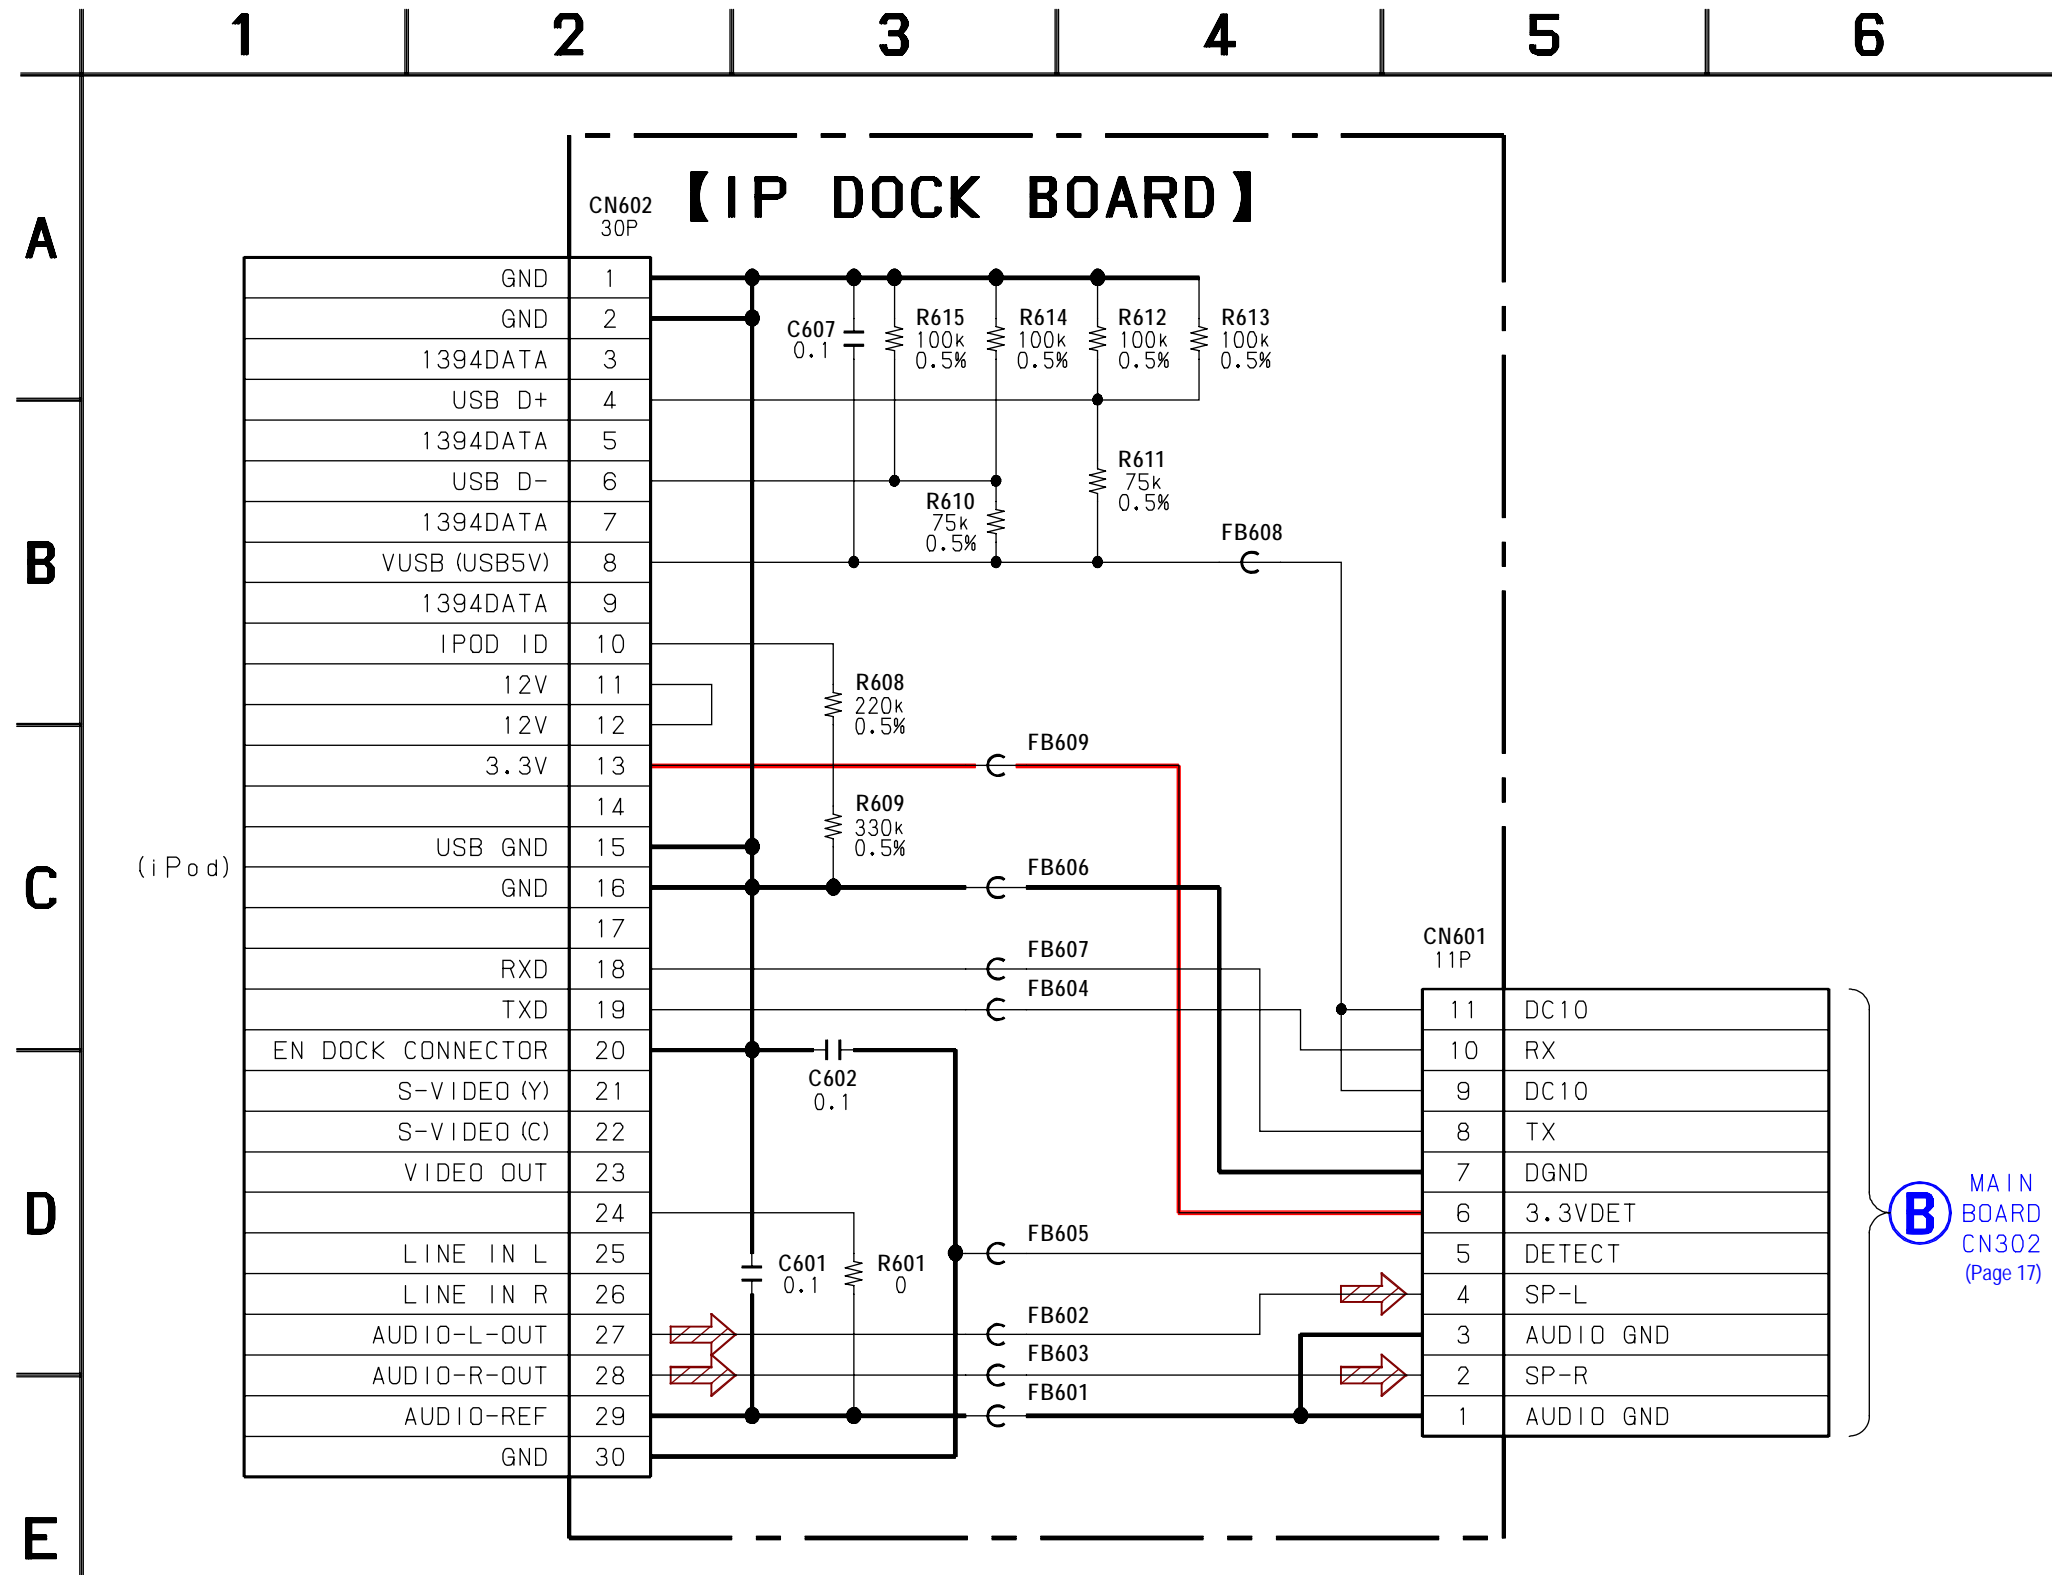 1 2 3 4 5 6
A
B
C
D
E
【IP DOCK BOARD】
CN602
30P
(iPod)
GND 1
GND 2
1394DATA 3
USB D+ 4
1394DATA 5
USB D- 6
1394DATA 7
VUSB (USB5V) 8
1394DATA 9
IPOD ID 10
12V 11
12V 12
3.3V 13
14
USB GND 15
GND 16
17
RXD 18
TXD 19
EN DOCK CONNECTOR 20
S-VIDEO (Y) 21
S-VIDEO (C) 22
VIDEO OUT 23
24
LINE IN L 25
LINE IN R 26
AUDIO-L-OUT 27
AUDIO-R-OUT 28
AUDIO-REF 29
GND 30
C607
0.1
R615
100k
0.5%
R614
100k
0.5%
R612
100k
0.5%
R613
100k
0.5%
R611
75k
0.5%
R610
75k
0.5%
FB608
R608
220k
0.5%
FB609
R609
330k
0.5%
FB606
FB607
FB604
C602
0.1
C601
0.1
R601
0
FB605
FB602
FB603
FB601
CN601
11P
11 DC10
10 RX
9 DC10
8 TX
7 DGND
6 3.3VDET
5 DETECT
4 SP-L
3 AUDIO GND
2 SP-R
1 AUDIO GND
B
MAIN
BOARD
CN302
(Page 17)